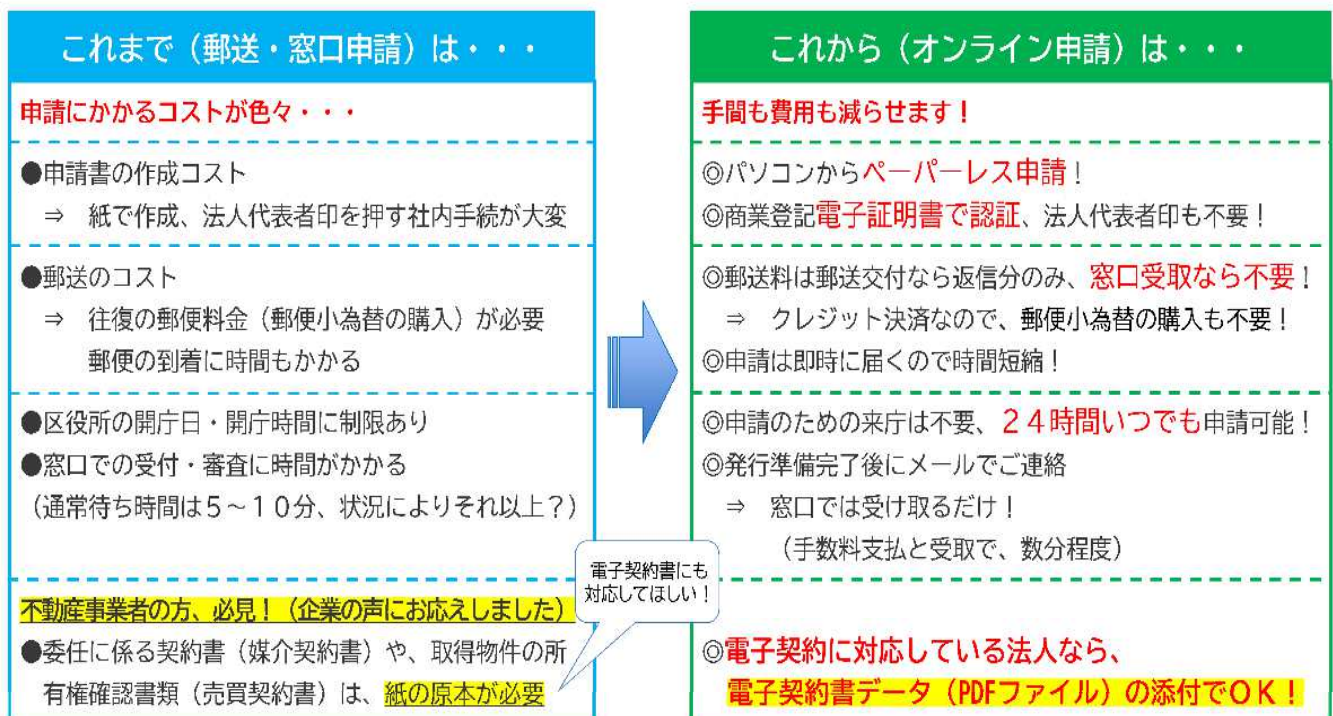 これまで（郵送・窓口申請）は・・・
申請にかかるコストが色々・・・
●申請書の作成コスト
⇒ 紙で作成、法人代表者印を押す社内手続が大変
●郵送のコスト
⇒ 往復の郵便料金（郵便小為替の購入）が必要
郵便の到着に時間もかかる
●区役所の開庁日・開庁時間に制限あり
●窓口での受付・審査に時間がかかる
（通常待ち時間は５～１０分、状況によりそれ以上？）
不動産事業者の方、必見！（企業の声にお応えしました）
●委任に係る契約書（媒介契約書）や、取得物件の所
有権確認書類（売買契約書）は、紙の原本が必要
電子契約書にも
対応してほしい！
これから（オンライン申請）は・・・
手間も費用も減らせます！
◎パソコンからペーパーレス申請！
◎商業登記電子証明書で認証、法人代表者印も不要！
◎郵送料は郵送交付なら返信分のみ、窓口受取なら不要！
⇒ クレジット決済なので、郵便小為替の購入も不要！
◎申請は即時に届くので時間短縮！
◎申請のための来庁は不要、２４時間いつでも申請可能！
◎発行準備完了後にメールでご連絡
⇒ 窓口では受け取るだけ！
（手数料支払と受取で、数分程度）
◎電子契約に対応している法人なら、
電子契約書データ（PDFファイル）の添付でＯＫ！